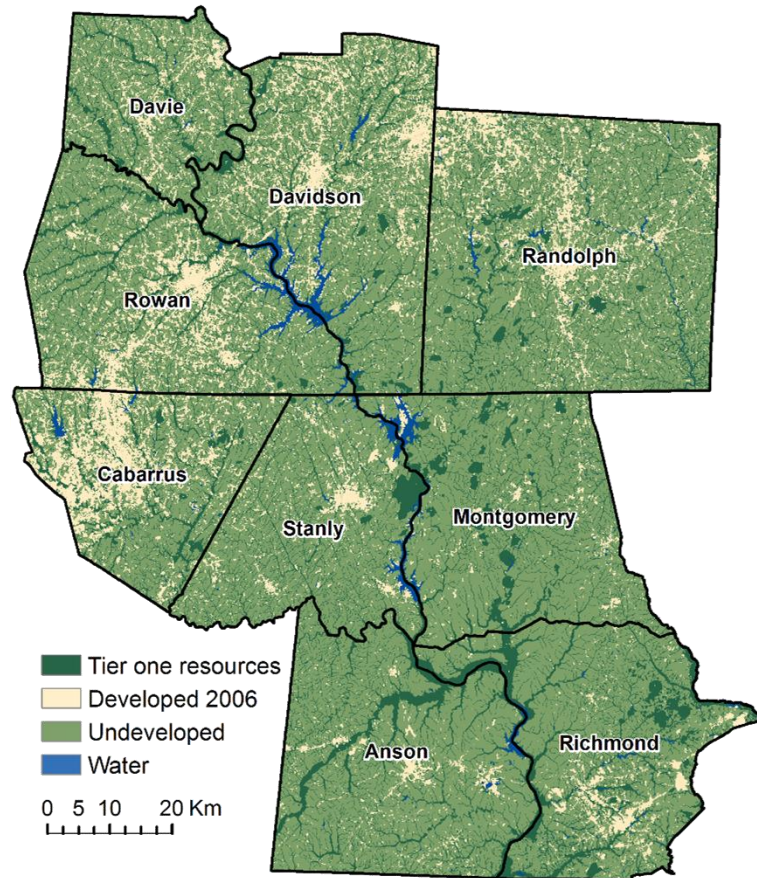 Davie
Davidson
Randolph
Rowan
Cabarrus
Stanly
Montgomery
Tier one resources
Developed 2006
Undeveloped
Water
Anson
Richmond
0 5 10 20 Km